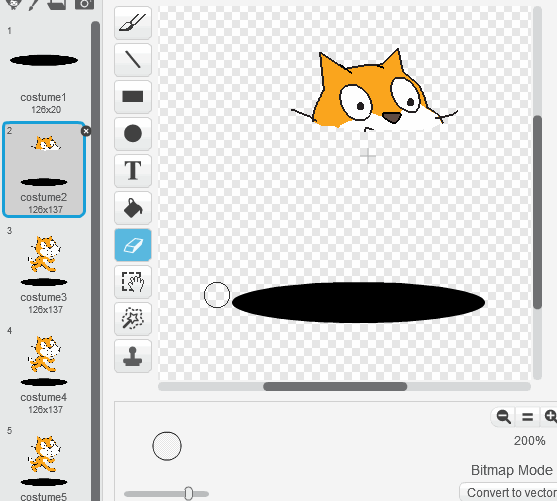 1
costume1
126x20
2
costume2
126x137
3
costume3
126x137
4
costume4
126x137
5
costume5
T
200%
Bitmap Mode
Convert to vector